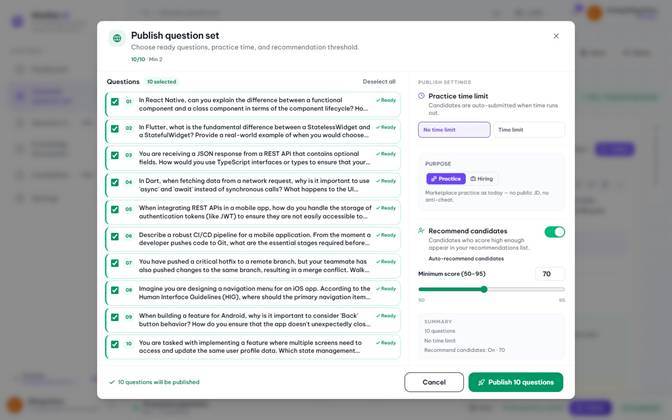 Publish question set
Choose ready questions, practice time, and recommendation threshold.
10/10 · Min 2
Questions
10 selected
Deselect all
01
In React Native, can you explain the difference between a functional
component and a class component in terms of the component lifecycle? Ho...
Ready
02
In Flutter, what is the fundamental difference between a StatelessWidget and
a StatefulWidget? Provide a real-world example of when you would choose...
Ready
03
You are receiving a JSON response from a REST API that contains optional
fields. How would you use TypeScript interfaces or types to ensure that your...
Ready
04
In Dart, when fetching data from a network request, why is it important to use
'async' and 'await' instead of synchronous calls? What happens to the UI...
Ready
05
When integrating REST APIs in a mobile app, how do you handle the storage of
authentication tokens (like JWT) to ensure they are not easily accessible to...
Ready
06
Describe a robust CI/CD pipeline for a mobile application. From the moment a
developer pushes code to Git, what are the essential stages required before...
Ready
07
You have pushed a critical hotfix to a remote branch, but your teammate has
also pushed changes to the same branch, resulting in a merge conflict. Walk...
Ready
08
Imagine you are designing a navigation menu for an iOS app. According to the
Human Interface Guidelines (HIG), where should the primary navigation item...
Ready
09
When building a feature for Android, why is it important to consider 'Back'
button behavior? How do you ensure that the app doesn't unexpectedly clos...
Ready
10
You are tasked with implementing a feature where multiple screens need to
access and update the same user profile data. Which state management...
Ready
PUBLISH SETTINGS
Practice time limit
Candidates are auto-submitted when time runs
out.
No time limit
Time limit
PURPOSE
Practice
Hiring
Marketplace practice as today — no public JD, no
anti-cheat.
Recommend candidates
Candidates who score high enough
appear in your recommendations list.
Auto-recommend candidates
Minimum score (50–95)
70
50
95
SUMMARY
10 questions
No time limit
Recommend candidates: On · 70
10 questions will be published
Cancel
Publish 10 questions